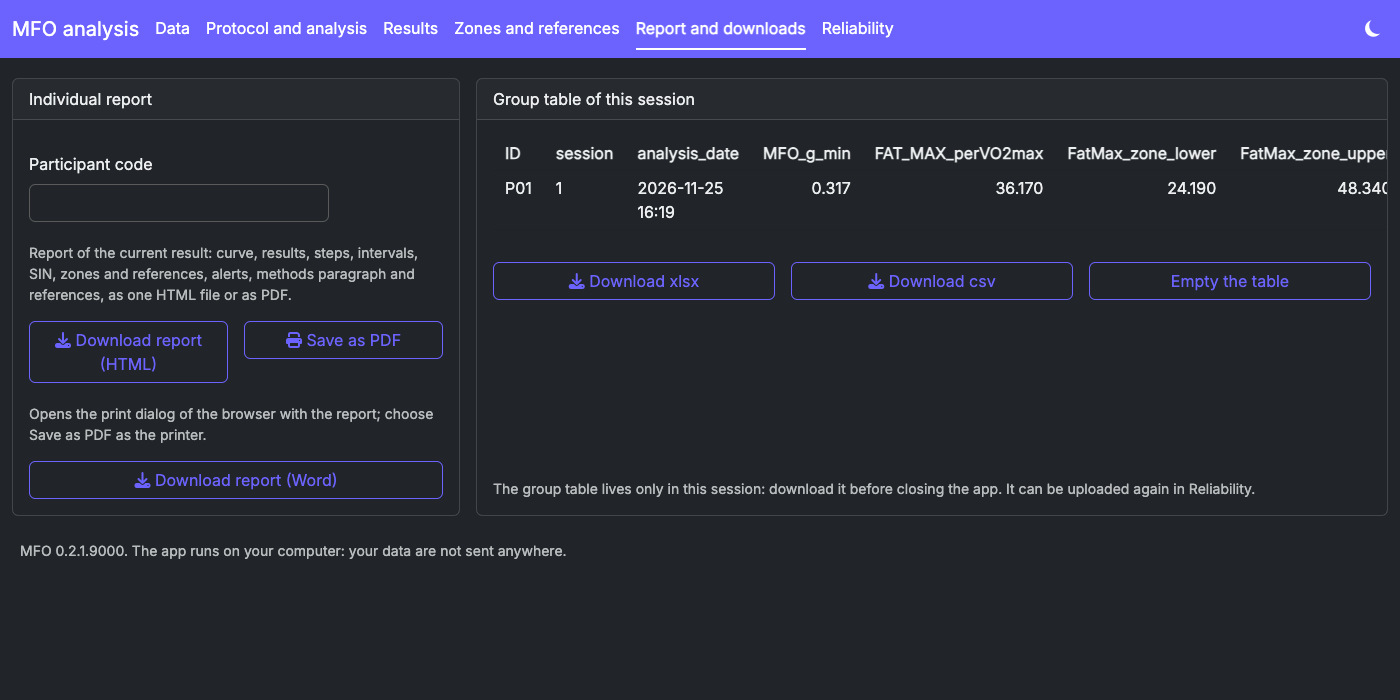 MFO analysis Data Protocol and analysis Results Zones and references Report and downloads Reliability
Individual report
Participant code
Report of the current result: curve, results, steps, intervals,
SIN, zones and references, alerts, methods paragraph and
references, as one HTML file or as PDF.
Download report
(HTML)
Save as PDF
Opens the print dialog of the browser with the report; choose
Save as PDF as the printer.
Download report (Word)
Group table of this session
ID session analysis_date MFO_g_min FAT_MAX_perVO2max FatMax_zone_lower FatMax_zone_upper
P01 1 2026-11-25 0.317 36.170 24.190 48.340
16:19
Download xlsx Download csv Empty the table
The group table lives only in this session: download it before closing the app. It can be uploaded again in Reliability.
MFO 0.2.1.9000. The app runs on your computer: your data are not sent anywhere.